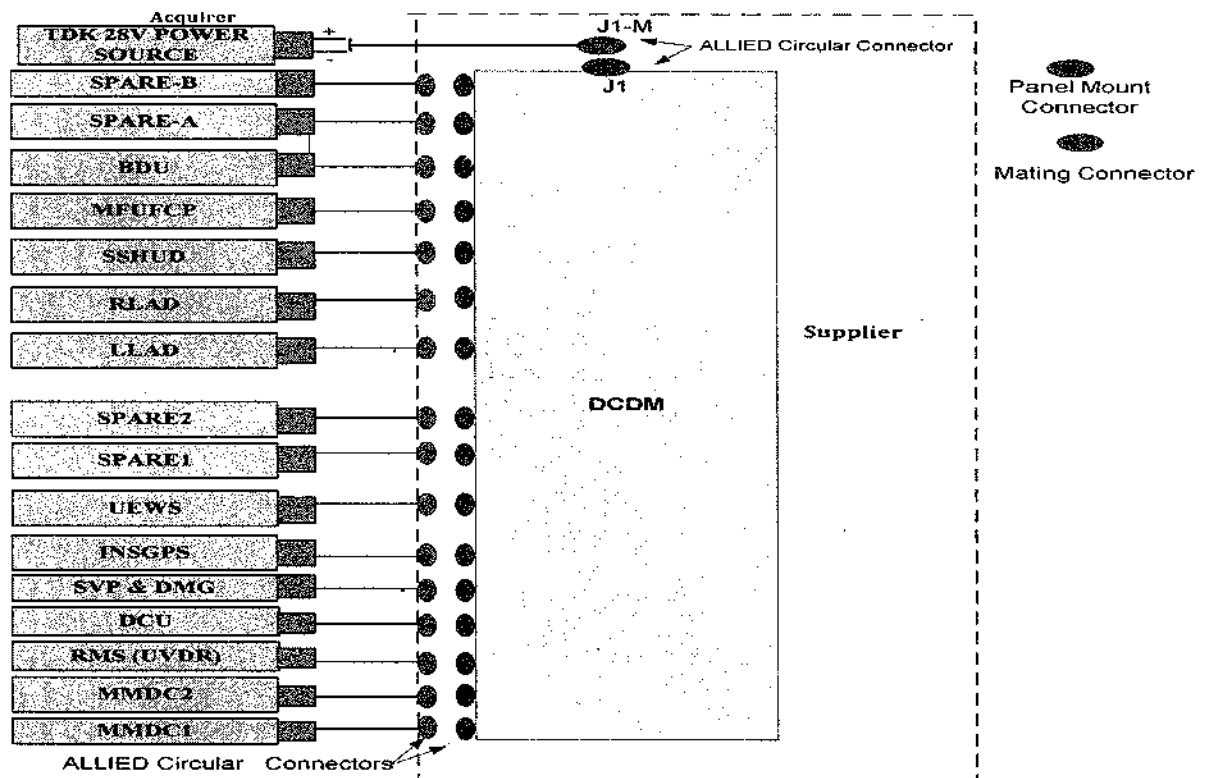 Acquirer
TDK 28V POWER
SOURCE
SPARE-B
SPARE-A
BDU
MFUFCP
SSHUD
RLAD
LLAD
SPARE2
SPARE1
UEWS
INSGPS
SVP & DMG
DCU
RMS (UVDR)
MMDC2
MMDC1
ALLIED Circular Connectors
+
-
J1-M
ALLIED Circular Connector
J1
DCDM
Supplier
Panel Mount
Connector
Mating Connector